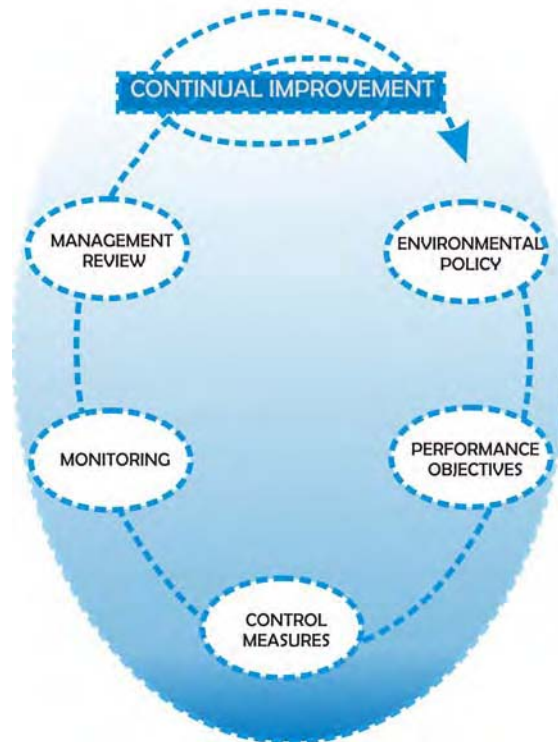 CONTINUAL IMPROVEMENT
MANAGEMENT
REVIEW
ENVIRONMENTAL
POLICY
MONITORING
PERFORMANCE
OBJECTIVES
CONTROL
MEASURES